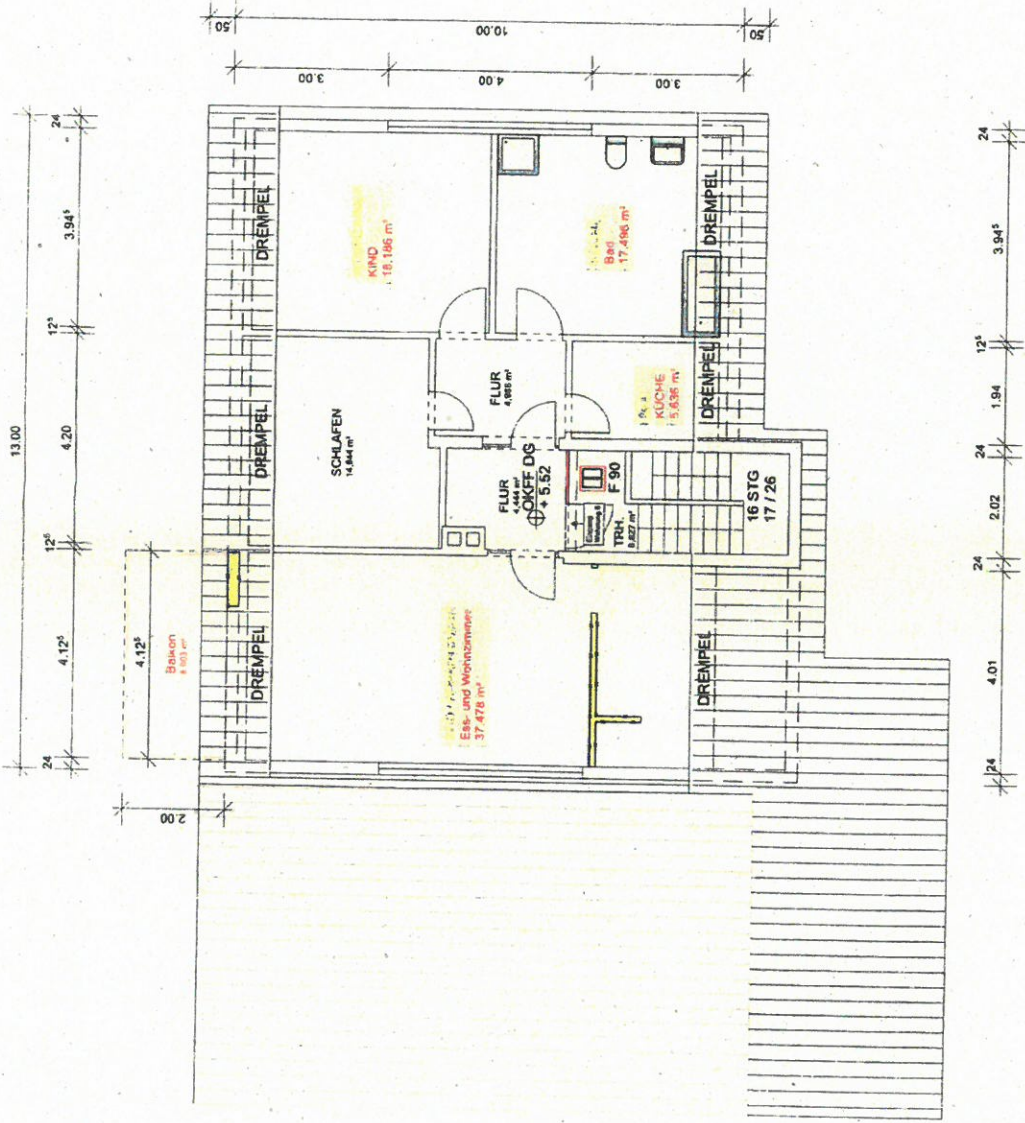 50
10.00
50
3.00
4.00
3.00
13.00
24
3.94⁵
12⁵
4.20
12⁵
4.12⁵
24
4.12⁵
2.00
Balkon
DREMPEL
DREMPEL
DREMPEL
KIND
18.186 m²
Bad
17.496 m²
DREMPEL
DREMPEL
DREMPEL
SCHLAFEN
14,844 m²
FLUR
KÜCHE
5.636 m²
FLUR
4,444 m²
OKFF DG
+ 5.52
F 90
TRH.
16 STG
17 / 26
Ess- und Wohnzimmer
37.478 m²
24
3.94⁵
12⁵
1.94
24
2.02
24
4.01
24